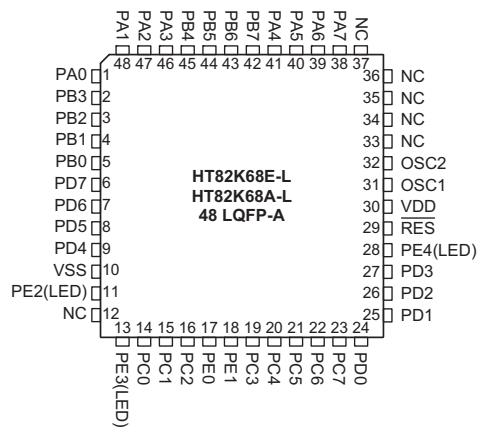 PA1 PA2 PA3 PB4 PB5 PB6 PB7 PA4 PA5 PA6 PA7 NC
48 47 46 45 44 43 42 41 40 39 38 37
PA0 1
PB3 2
PB2 3
PB1 4
PB0 5
PD7 6
PD6 7
PD5 8
PD4 9
VSS 10
PE2(LED) 11
NC 12
HT82K68E-L
HT82K68A-L
48 LQFP-A
36 NC
35 NC
34 NC
33 NC
32 OSC2
31 OSC1
30 VDD
29 RES
28 PE4(LED)
27 PD3
26 PD2
25 PD1
13 14 15 16 17 18 19 20 21 22 23 24
PE3(LED) PC0 PC1 PC2 PE0 PE1 PC3 PC4 PC5 PC6 PC7 PD0